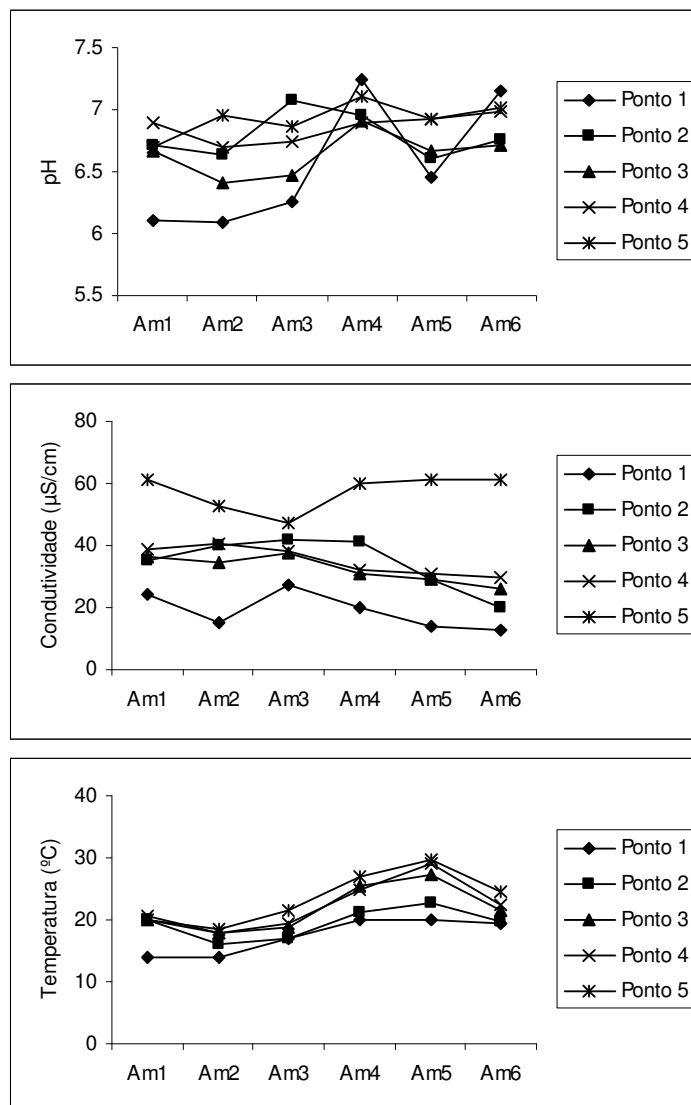 7.5
7
6.5
6
5.5
pH
Am1 Am2 Am3 Am4 Am5 Am6
Ponto 1
Ponto 2
Ponto 3
Ponto 4
Ponto 5
80
60
40
20
0
Condutividade (µS/cm)
Am1 Am2 Am3 Am4 Am5 Am6
Ponto 1
Ponto 2
Ponto 3
Ponto 4
Ponto 5
40
30
20
10
0
Temperatura (ºC)
Am1 Am2 Am3 Am4 Am5 Am6
Ponto 1
Ponto 2
Ponto 3
Ponto 4
Ponto 5